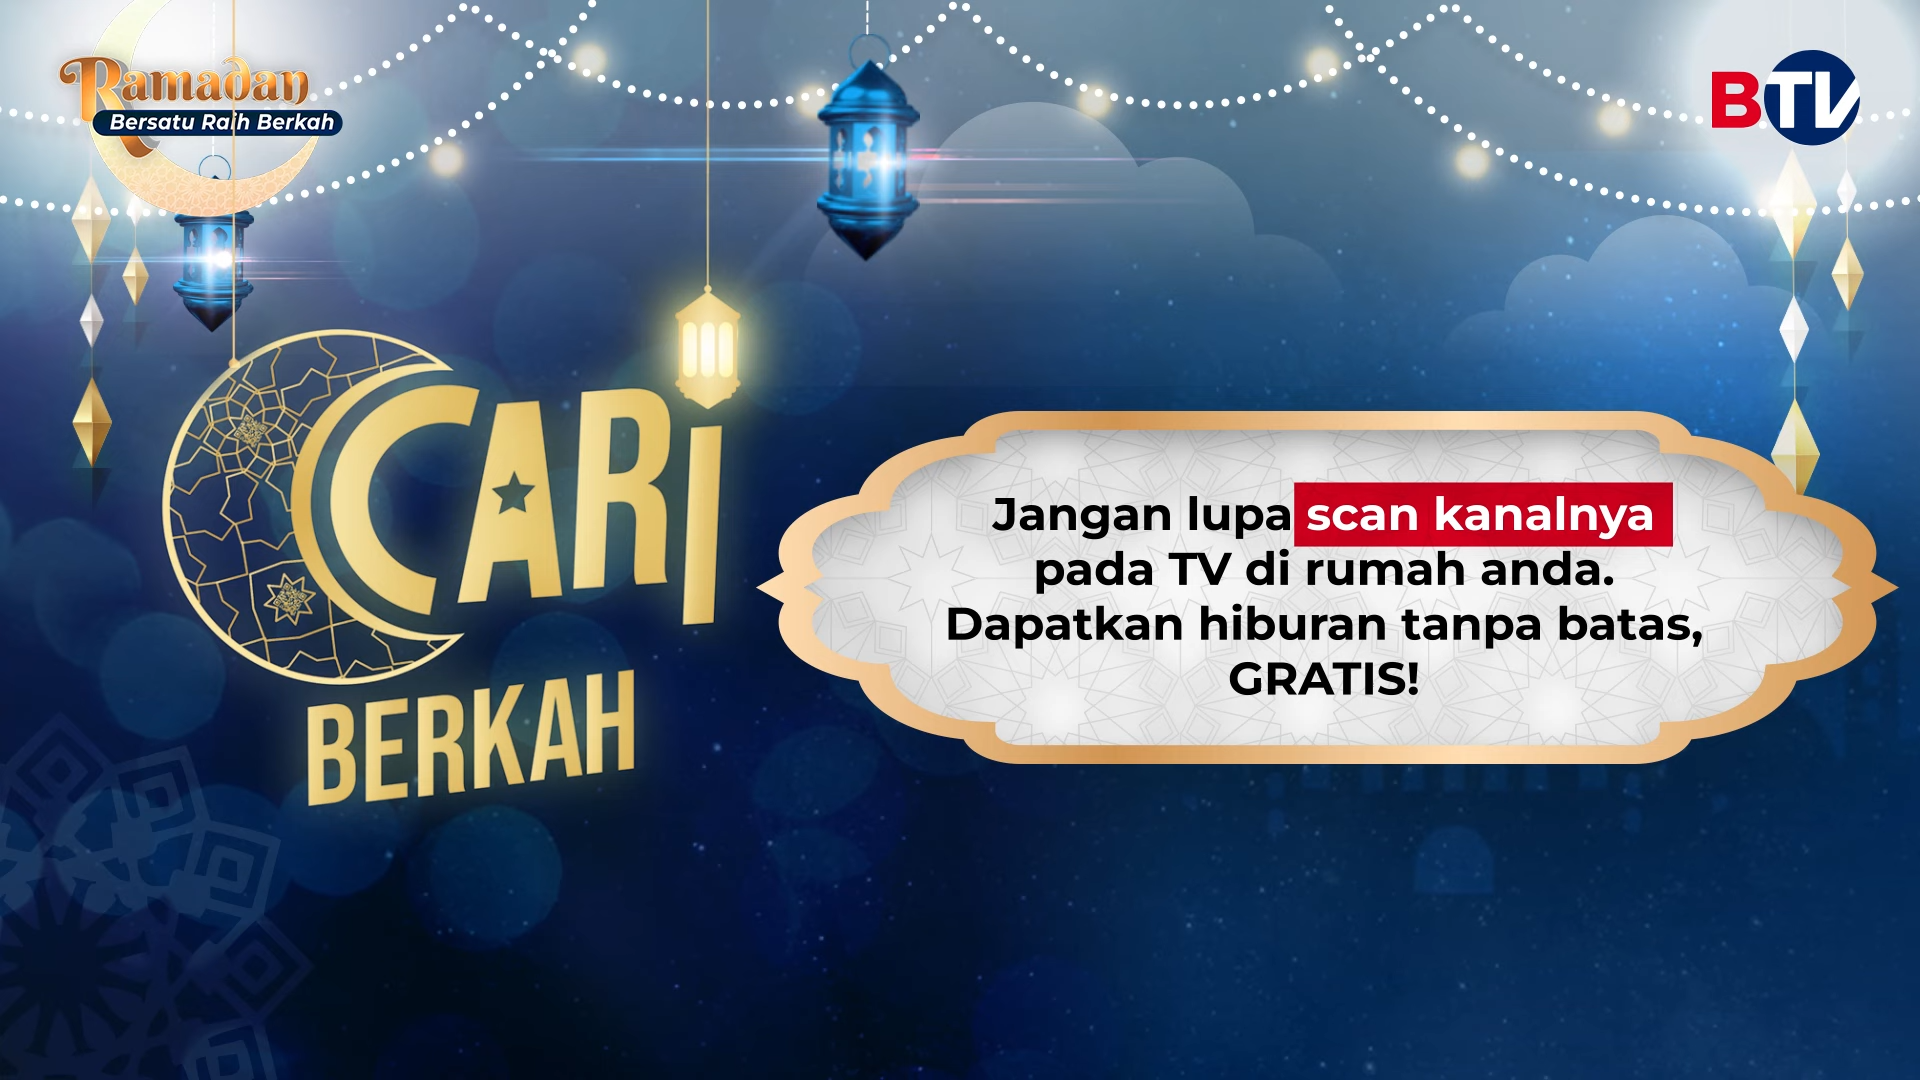 Ramadan
Bersatu Raih Berkah
BTV
CARI
BERKAH
Jangan lupa scan kanalnya
pada TV di rumah anda.
Dapatkan hiburan tanpa batas,
GRATIS!